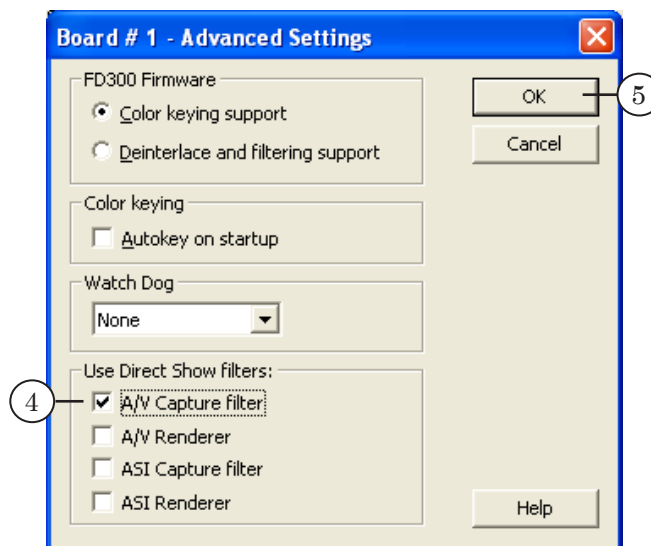 Board # 1 - Advanced Settings
FD300 Firmware
Color keying support
Deinterlace and filtering support
OK
5
Cancel
Color keying
Autokey on startup
Watch Dog
None
Use Direct Show filters:
4
A/V Capture filter
A/V Renderer
ASI Capture filter
ASI Renderer
Help